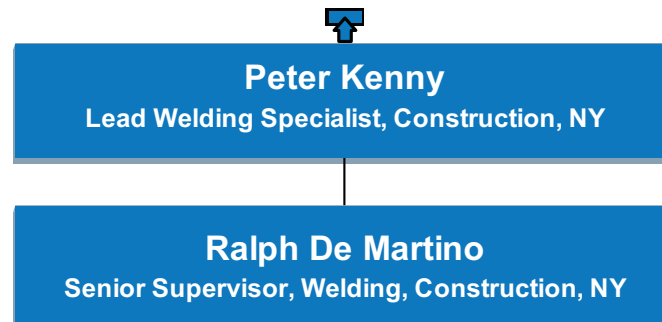 Peter Kenny
Lead Welding Specialist, Construction, NY
Ralph De Martino
Senior Supervisor, Welding, Construction, NY